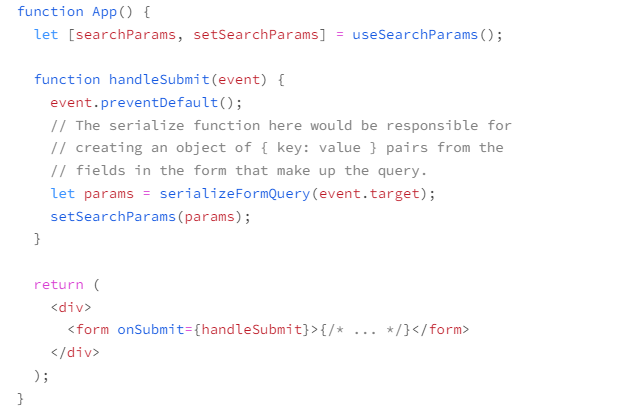 function App() {
  let [searchParams, setSearchParams] = useSearchParams();

  function handleSubmit(event) {
    event.preventDefault();
    // The serialize function here would be responsible for
    // creating an object of { key: value } pairs from the
    // fields in the form that make up the query.
    let params = serializeFormQuery(event.target);
    setSearchParams(params);
  }

  return (
    <div>
      <form onSubmit={handleSubmit}>{/* ... */}</form>
    </div>
  );
}